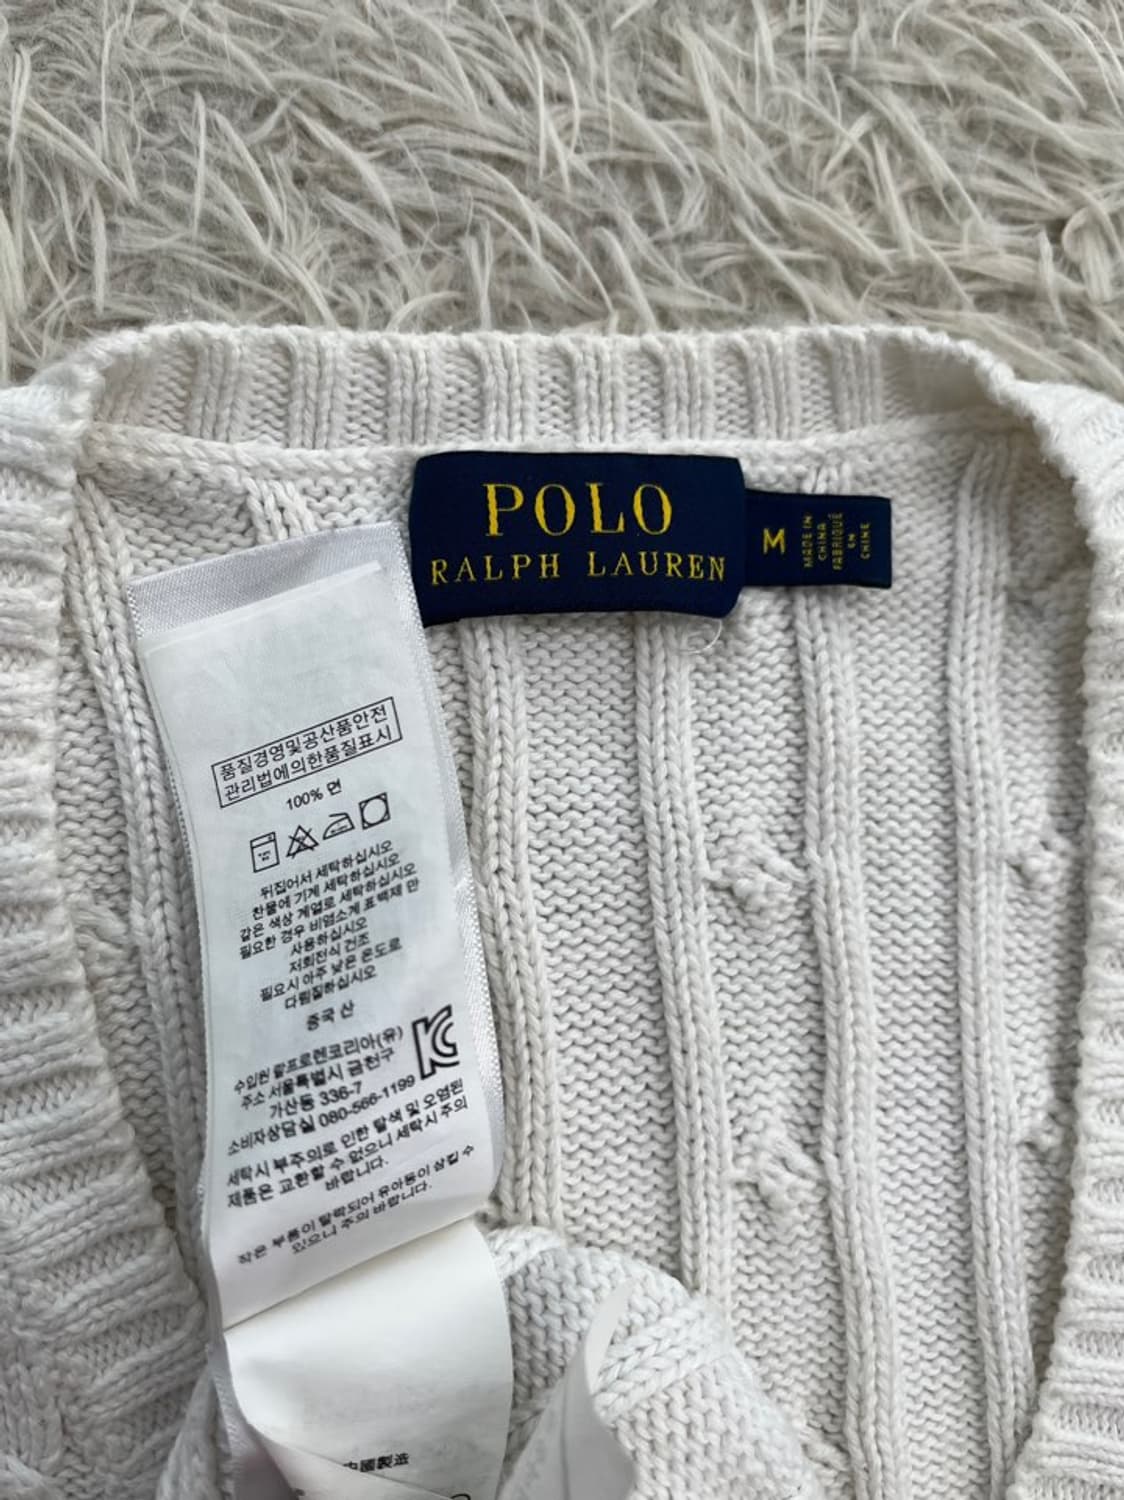 POLO
RALPH LAUREN
M
MADE IN
CHINA
FABRIQUÉ
EN
CHINE
품질경영및공산품안전
관리법에의한품질표시
100% 면
뒤집어서 세탁하십시오
찬물에 기계 세탁하십시오
같은 색상 계열로 세탁하십시오
필요한 경우 비염소계 표백제 만
사용하십시오
저회전식 건조
필요시 아주 낮은 온도로
다림질하십시오
중국 산
수입원 랄프로렌코리아(유)
주소 서울특별시 금천구
가산동 336-7
소비자상담실 080-566-1199
세탁시 부주의로 인한 탈색 및 오염된
제품은 교환할 수 없으니 세탁시 주의
바랍니다.
작은 부품이 탈락되어 유아동이 삼킬 수
있으니 주의 바랍니다.
中國製造